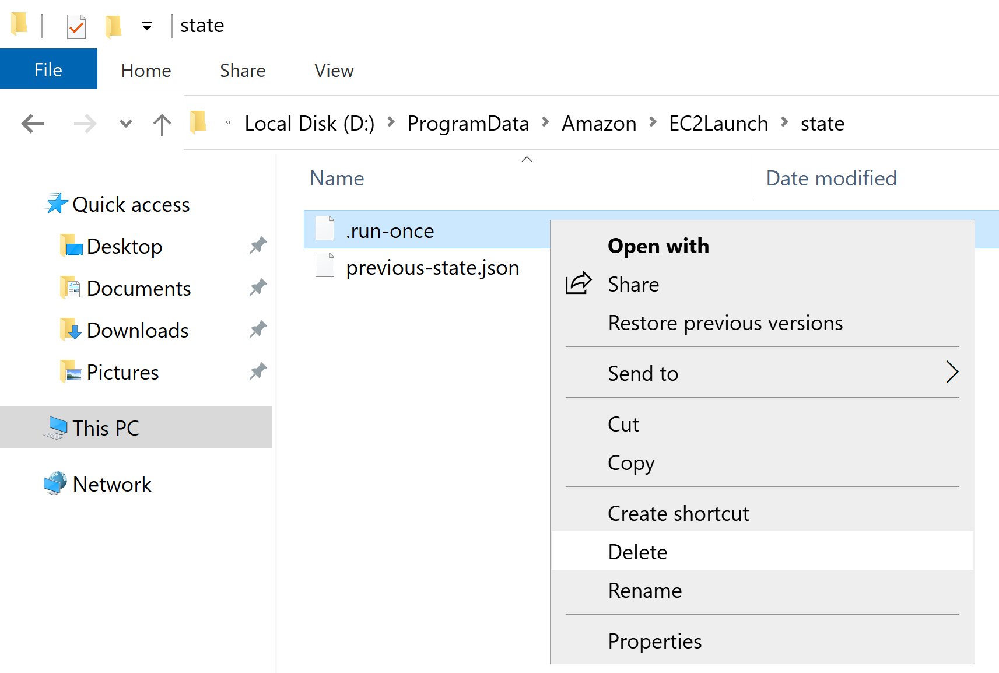 state
File Home Share View
« Local Disk (D:) > ProgramData > Amazon > EC2Launch > state
Name Date modified
Quick access
Desktop
Documents
Downloads
Pictures
This PC
Network
.run-once
previous-state.json
Open with
Share
Restore previous versions
Send to
Cut
Copy
Create shortcut
Delete
Rename
Properties